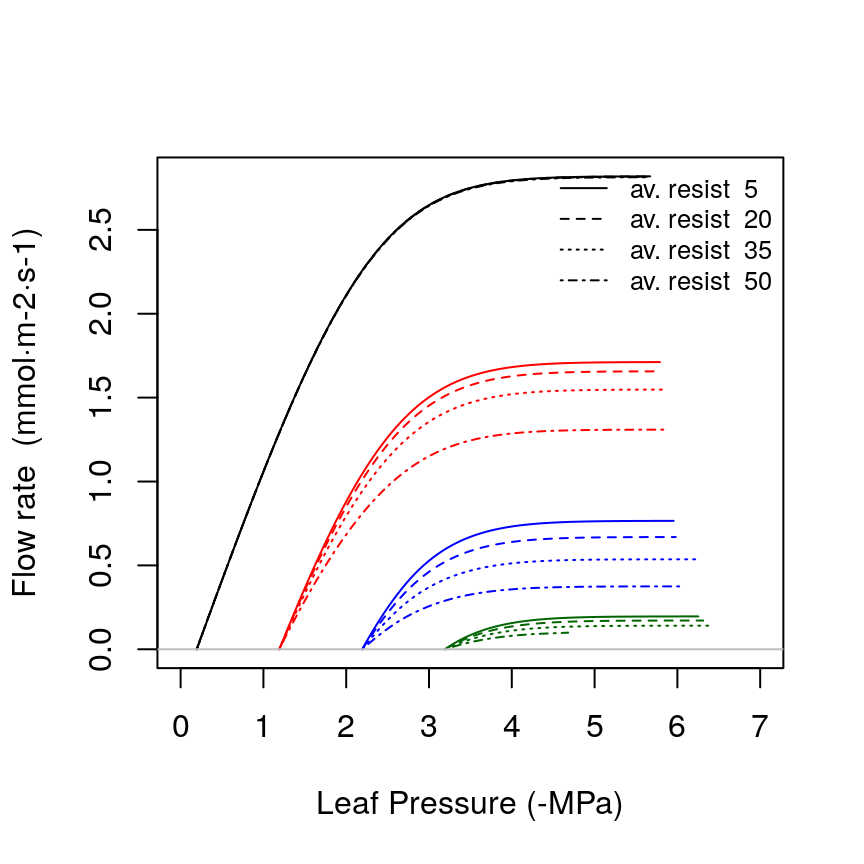 av. resist 5
av. resist 20
av. resist 35
av. resist 50
Flow rate (mmol·m-2·s-1)
0.0
0.5
1.0
1.5
2.0
2.5
0 1 2 3 4 5 6 7
Leaf Pressure (-MPa)